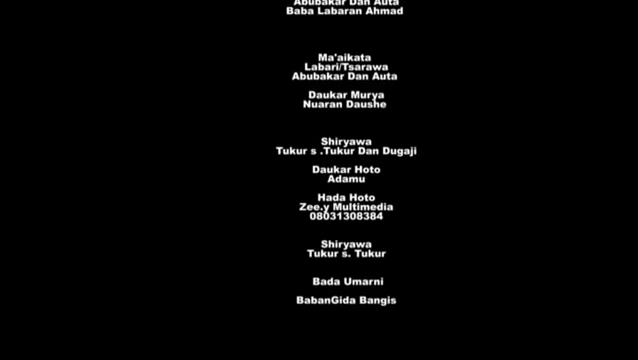 Abubakar Dan Auta
Baba Labaran Ahmad
Ma'aikata
Labari/Tsarawa
Abubakar Dan Auta
Daukar Murya
Nuaran Daushe
Shiryawa
Tukur s .Tukur Dan Dugaji
Daukar Hoto
Adamu
Hada Hoto
Zee.y Multimedia
08031308384
Shiryawa
Tukur s. Tukur
Bada Umarni
BabanGida Bangis